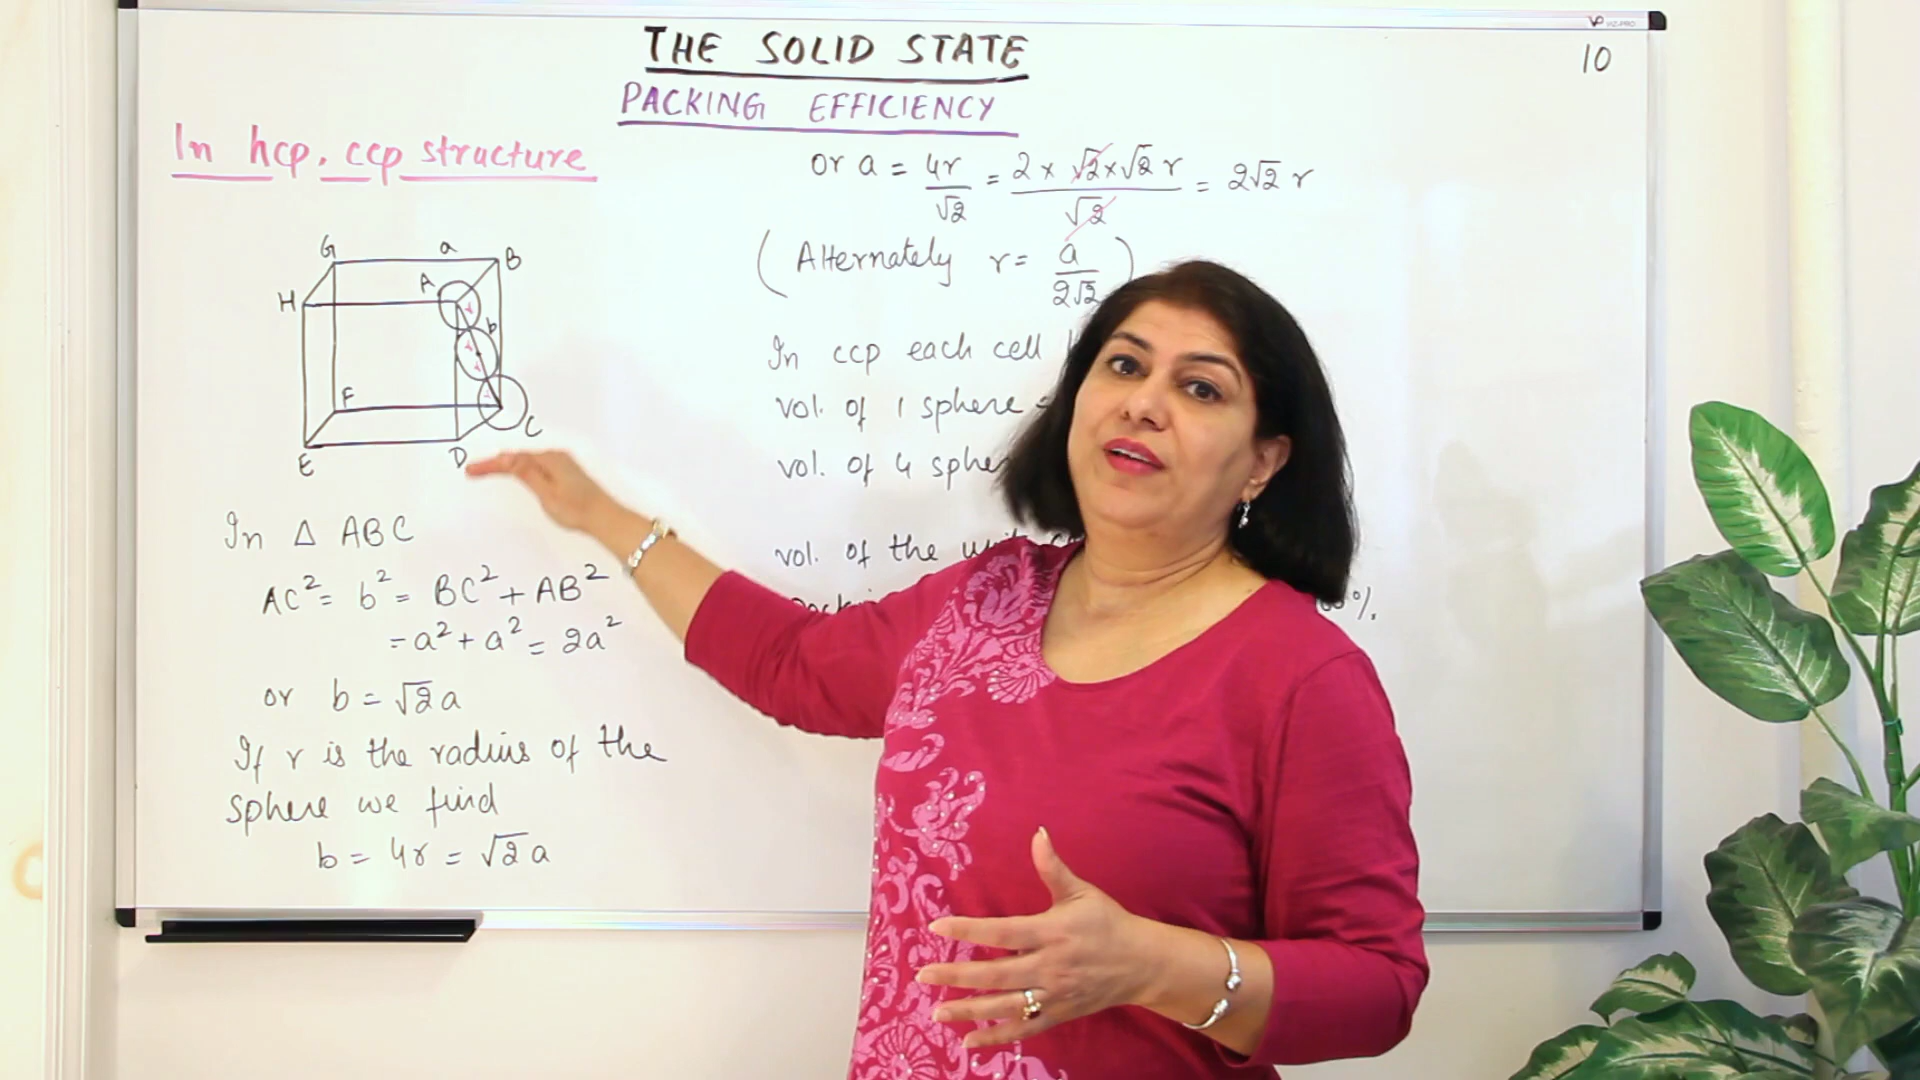 VIZ-PRO
THE SOLID STATE
10
PACKING EFFICIENCY
In hcp, ccp structure
G a B
A
H
b
r
r
r
r
F
C
E
D
In Δ ABC
AC² = b² = BC² + AB²
= a² + a² = 2a²
or b = √2 a
If r is the radius of the
sphere we find
b = 4r = √2 a
or a = 4r/√2 = 2 × √2 × √2 r/√2 = 2√2 r
(Alternately r = a/2√2)
In ccp each cell
vol. of 1 sphere =
vol. of 4
vol. of the
%.